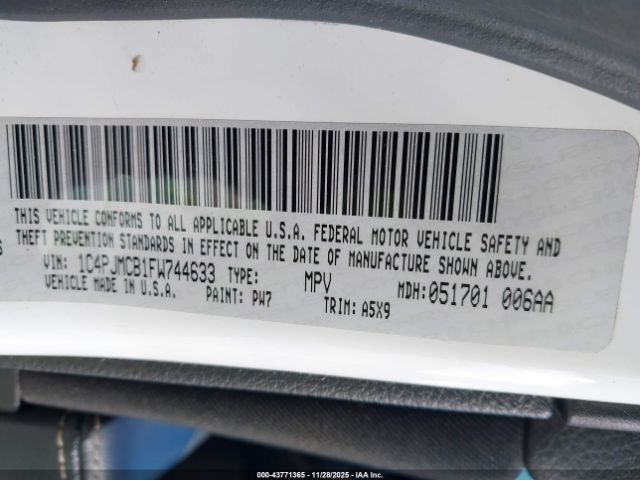 THIS VEHICLE CONFORMS TO ALL APPLICABLE U.S.A. FEDERAL MOTOR VEHICLE SAFETY AND
THEFT PREVENTION STANDARDS IN EFFECT ON THE DATE OF MANUFACTURE SHOWN ABOVE.
VIN: 1C4PJMCB1FW744633 TYPE: MPV MDH:051701 006AA
VEHICLE MADE IN U.S.A. PAINT: PW7 TRIM: A5X9
00-43771365 11/28/2025 IAA Inc.